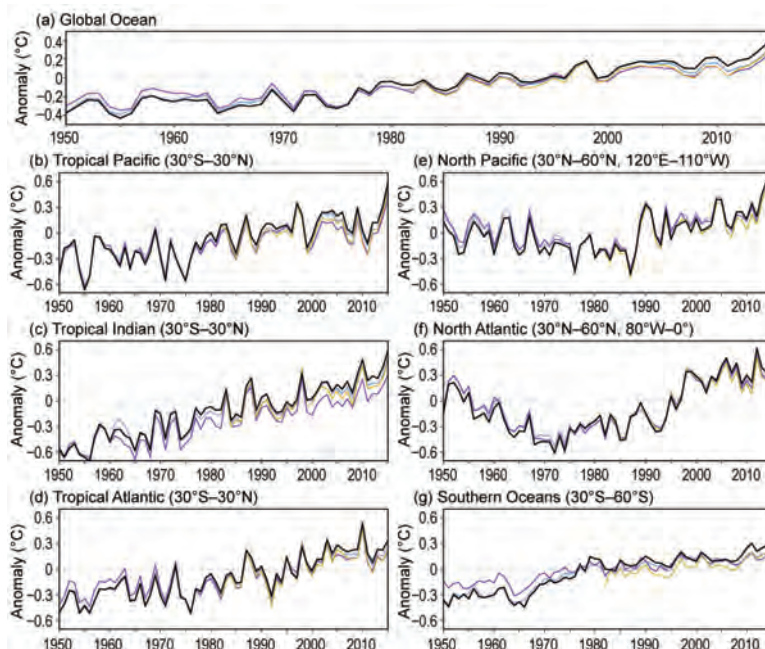 (a) Global Ocean
Anomaly (°C)
0.4
0.2
0
−0.2
−0.4
1950 1960 1970 1980 1990 2000 2010
(b) Tropical Pacific (30°S–30°N)
Anomaly (°C)
0.6
0.3
0
−0.3
−0.6
1950 1960 1970 1980 1990 2000 2010
(c) Tropical Indian (30°S–30°N)
Anomaly (°C)
0.6
0.3
0
−0.3
−0.6
1950 1960 1970 1980 1990 2000 2010
(d) Tropical Atlantic (30°S–30°N)
Anomaly (°C)
0.6
0.3
0
−0.3
−0.6
1950 1960 1970 1980 1990 2000 2010
(e) North Pacific (30°N–60°N, 120°E–110°W)
Anomaly (°C)
0.6
0.3
0
−0.3
−0.6
1950 1960 1970 1980 1990 2000 2010
(f) North Atlantic (30°N–60°N, 80°W–0°)
Anomaly (°C)
0.6
0.3
0
−0.3
−0.6
1950 1960 1970 1980 1990 2000 2010
(g) Southern Oceans (30°S–60°S)
Anomaly (°C)
0.6
0.3
0
−0.3
−0.6
1950 1960 1970 1980 1990 2000 2010